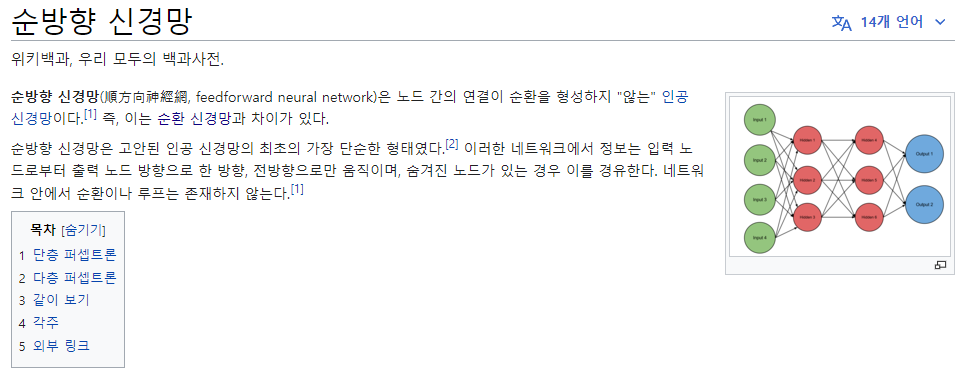 순방향 신경망
14개 언어
위키백과, 우리 모두의 백과사전.
순방향 신경망(順方向神經網, feedforward neural network)은 노드 간의 연결이 순환을 형성하지 "않는" 인공
신경망이다.[1] 즉, 이는 순환 신경망과 차이가 있다.
순방향 신경망은 고안된 인공 신경망의 최초의 가장 단순한 형태였다.[2] 이러한 네트워크에서 정보는 입력 노
드로부터 출력 노드 방향으로 한 방향, 전방향으로만 움직이며, 숨겨진 노드가 있는 경우 이를 경유한다. 네트워
크 안에서 순환이나 루프는 존재하지 않는다.[1]
목차 [숨기기]
1 단층 퍼셉트론
2 다층 퍼셉트론
3 같이 보기
4 각주
5 외부 링크
Input 1
Input 2
Input 3
Input 4
Hidden
Hidden
Hidden
Hidden
Hidden
Hidden
Output 1
Output 2